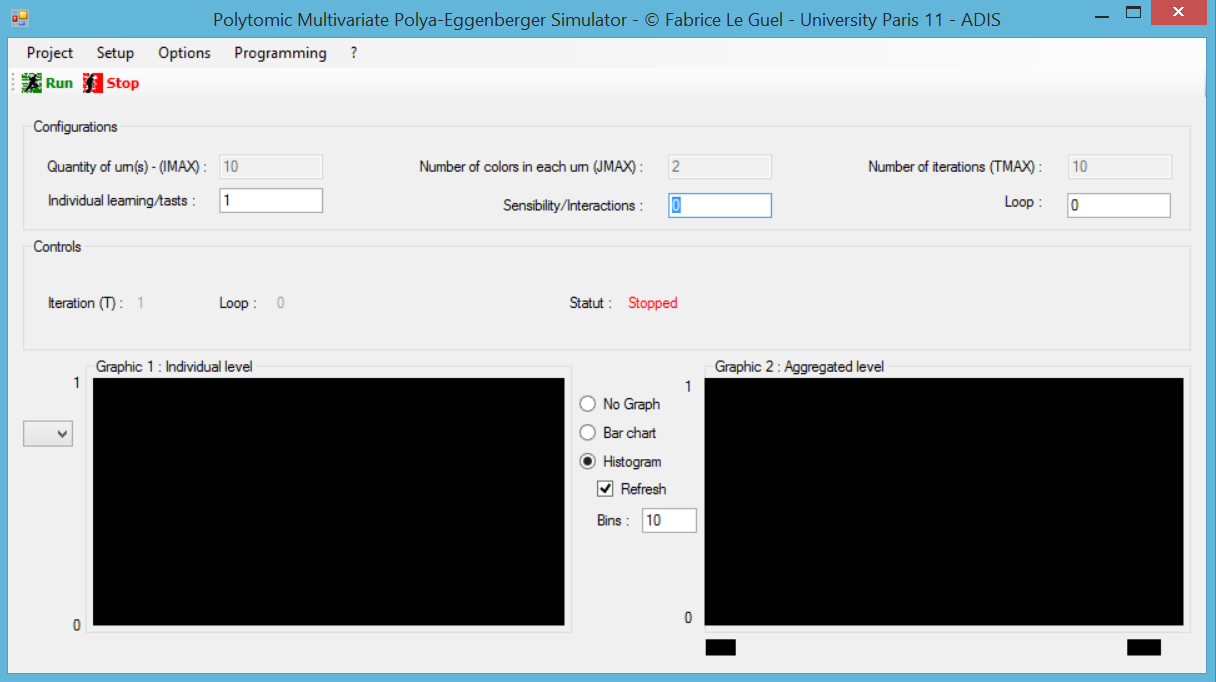 Polytomic Multivariate Polya-Eggenberger Simulator - © Fabrice Le Guel - University Paris 11 - ADIS
Project Setup Options Programming ?
Run Stop
Configurations
Quantity of urn(s) - (IMAX) : 10 Number of colors in each urn (JMAX) : 2 Number of iterations (TMAX) : 10
Individual learning/tasts : 1 Sensibility/Interactions : 0 Loop : 0
Controls
Iteration (T) : 1 Loop : 0 Statut : Stopped
Graphic 1 : Individual level Graphic 2 : Aggregated level
1 1
No Graph
Bar chart
Histogram
Refresh
Bins : 10
0 0